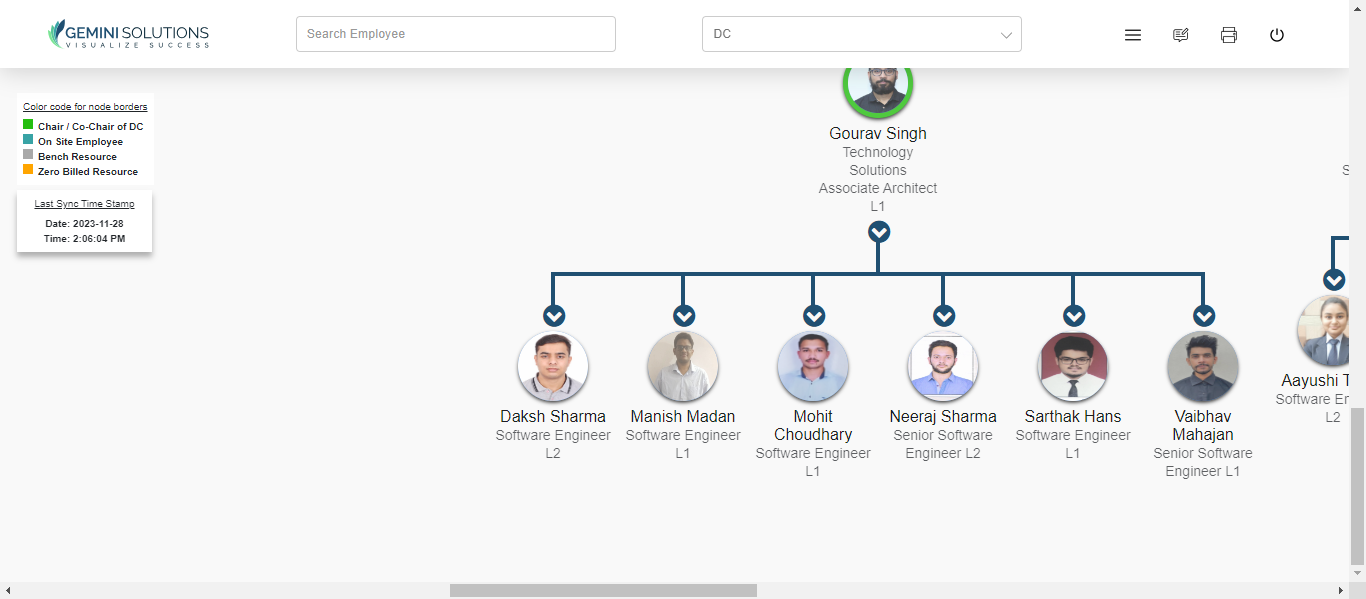 GEMINI SOLUTIONS
VISUALIZE SUCCESS
Search Employee
DC
Color code for node borders
Chair / Co-Chair of DC
On Site Employee
Bench Resource
Zero Billed Resource
Last Sync Time Stamp
Date: 2023-11-28
Time: 2:06:04 PM
Gourav Singh
Technology
Solutions
Associate Architect
L1
S
Daksh Sharma
Software Engineer
L2
Manish Madan
Software Engineer
L1
Mohit
Choudhary
Software Engineer
L1
Neeraj Sharma
Senior Software
Engineer L2
Sarthak Hans
Software Engineer
L1
Vaibhav
Mahajan
Senior Software
Engineer L1
Aayushi T
Software En
L2